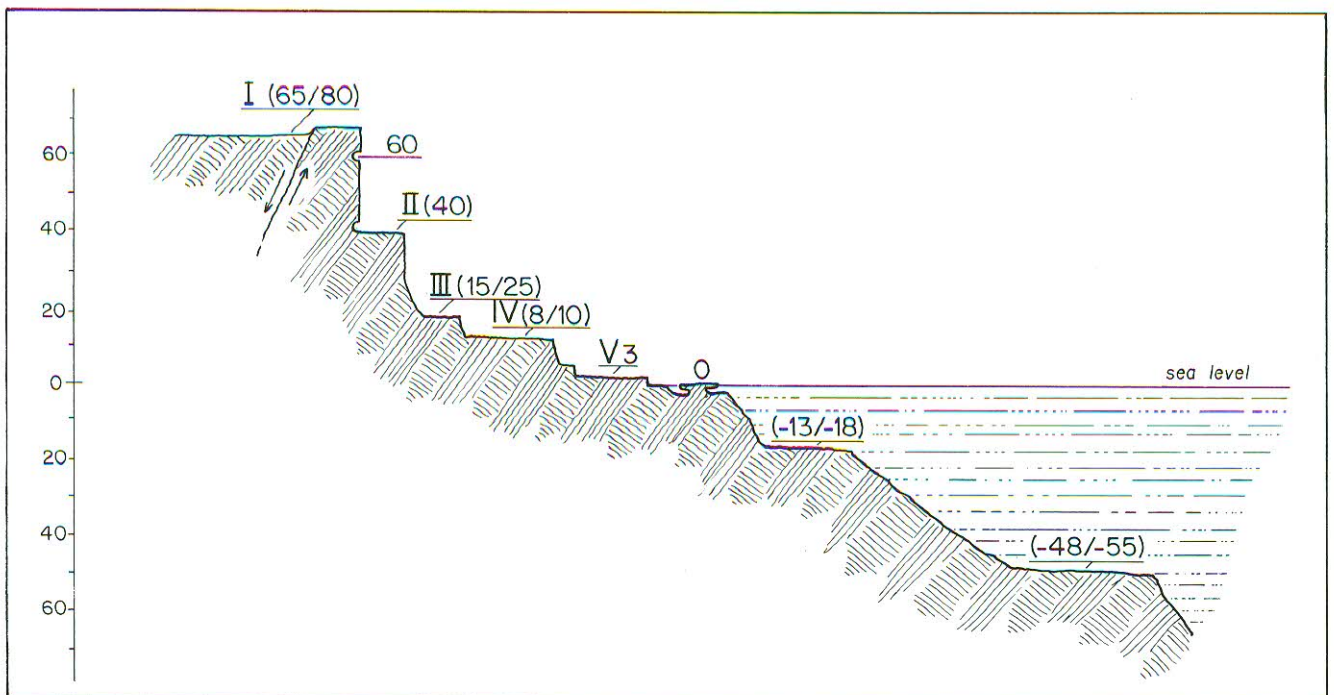 I (65/80)
60
60
II (40)
40
III (15/25)
20
IV (8/10)
V 3
0
0
sea level
(-13/-18)
20
40
(-48/-55)
60